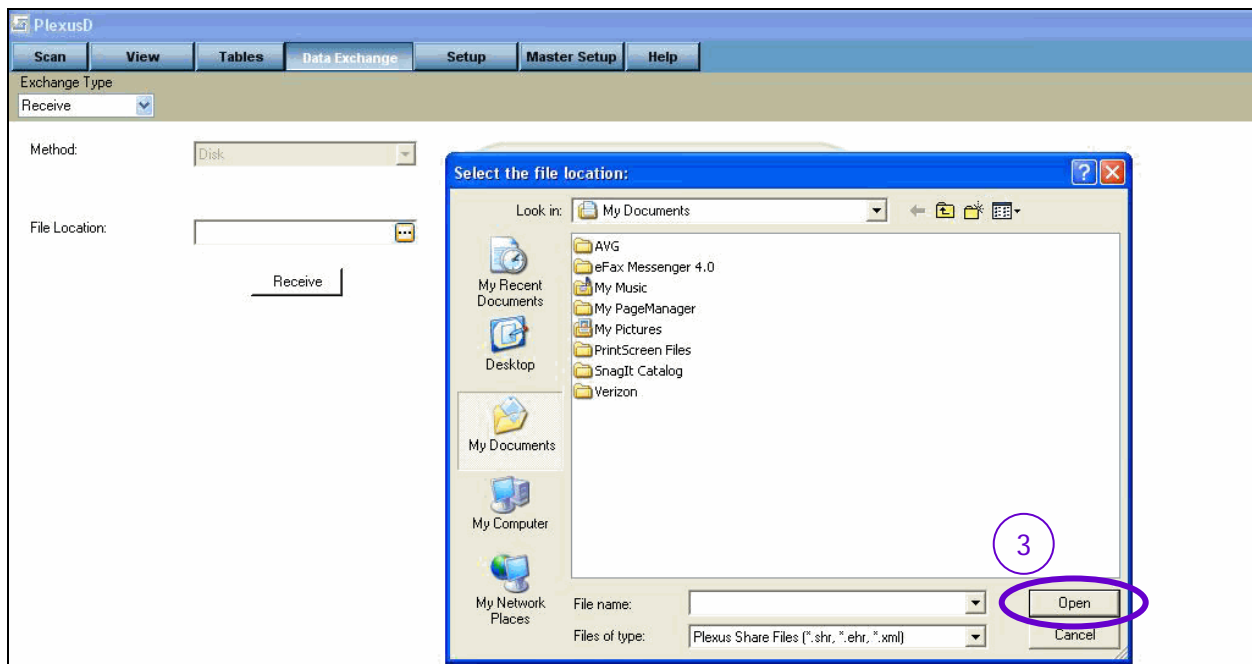 PlexusD
Scan View Tables Data Exchange Setup Master Setup Help
Exchange Type
Receive
Method: Disk
File Location:
Receive
Select the file location:
Look in: My Documents
My Recent
Documents
Desktop
My Documents
My Computer
My Network
Places
AVG
eFax Messenger 4.0
My Music
My PageManager
My Pictures
PrintScreen Files
SnagIt Catalog
Verizon
3
File name:
Open
Files of type: Plexus Share Files (*.shr, *.ehr, *.xml)
Cancel